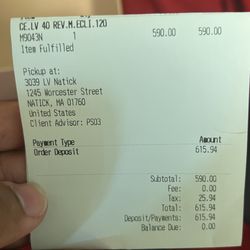 CE.LV 40 REV.M.ECLI.120
M9043N 1 590.00 590.00
Item Fulfilled
Pickup at:
3039 LV Natick
1245 Worcester Street
NATICK, MA 01760
United States
Client Advisor: PS03
Payment Type Amount
Order Deposit 615.94
Subtotal: 590.00
Fee: 0.00
Tax: 25.94
Total: 615.94
Deposit/Payments: 615.94
Balance Due: 0.00